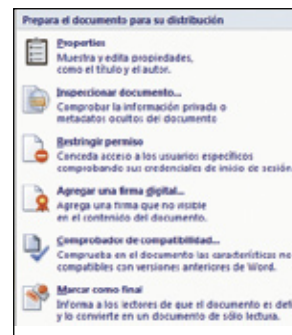 Prepara el documento para su distribución
Properties
Muestra y edita propiedades,
como el título y el autor.
Inspeccionar documento...
Comprobar la información privada o
metadatos ocultos del documento
Restringir permiso
Conceda acceso a los usuarios específicos
comprobando sus credenciales de inicio de sesión.
Agregar una firma digital...
Agrega una firma que no visible
en el contenido del documento.
Comprobador de compatibilidad...
Comprueba en el documento las características no
compatibles con versiones anteriores de Word.
Marcar como final
Informa a los lectores de que el documento es def
y lo convierte en un documento de sólo lectura.